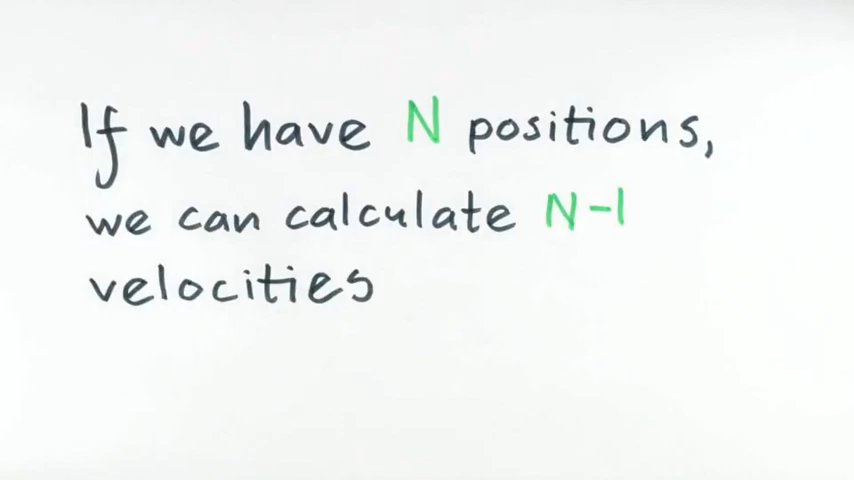 If we have N positions,
we can calculate N-1
velocities